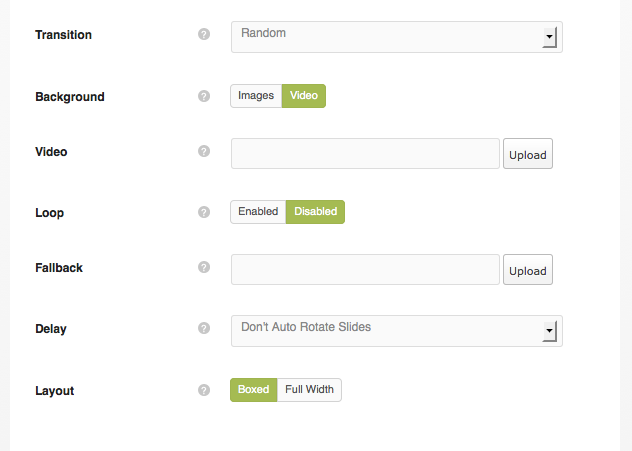 Transition ? Random
Background ? Images Video
Video ? Upload
Loop ? Enabled Disabled
Fallback ? Upload
Delay ? Don't Auto Rotate Slides
Layout ? Boxed Full Width